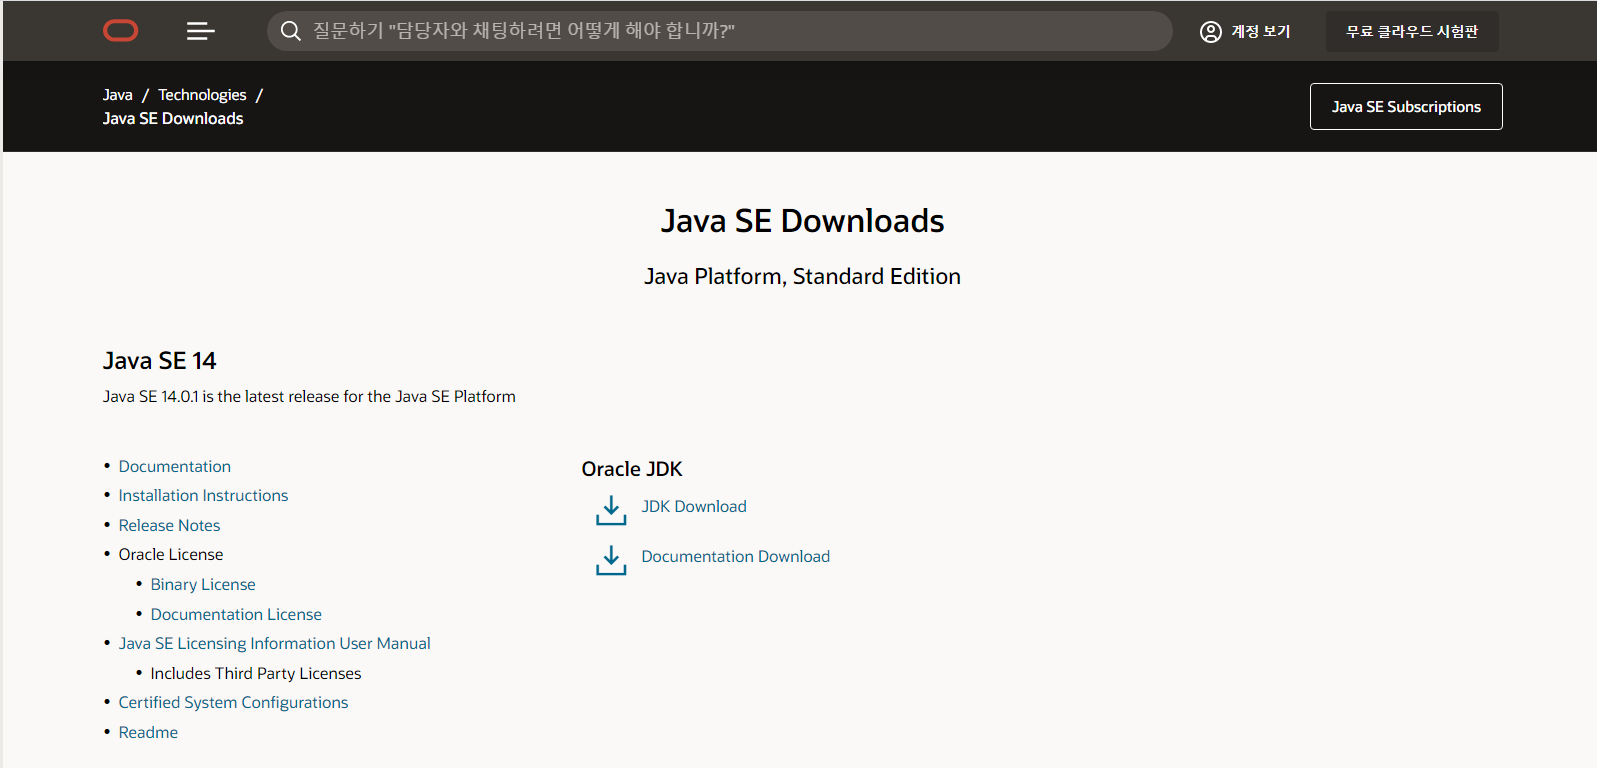 질문하기 "담당자와 채팅하려면 어떻게 해야 합니까?"
계정 보기
무료 클라우드 시험판
Java / Technologies /
Java SE Downloads
Java SE Subscriptions
Java SE Downloads
Java Platform, Standard Edition
Java SE 14
Java SE 14.0.1 is the latest release for the Java SE Platform
• Documentation
• Installation Instructions
• Release Notes
• Oracle License
• Binary License
• Documentation License
• Java SE Licensing Information User Manual
• Includes Third Party Licenses
• Certified System Configurations
• Readme
Oracle JDK
JDK Download
Documentation Download